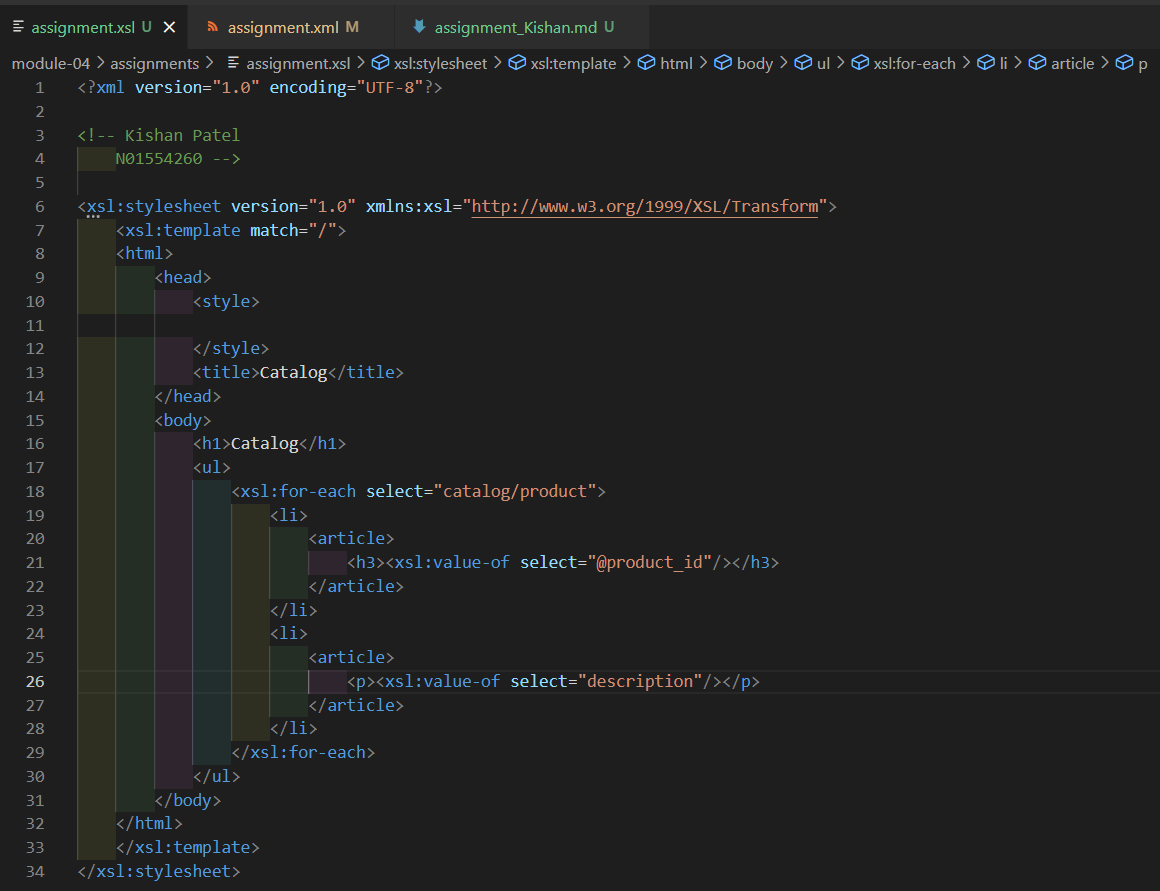 assignment.xsl U × assignment.xml M assignment_Kishan.md U
module-04 > assignments > assignment.xsl > xsl:stylesheet > xsl:template > html > body > ul > xsl:for-each > li > article > p
1 <?xml version="1.0" encoding="UTF-8"?>
2
3 <!-- Kishan Patel
4 N01554260 -->
5
6 <xsl:stylesheet version="1.0" xmlns:xsl="http://www.w3.org/1999/XSL/Transform">
7 <xsl:template match="/">
8 <html>
9 <head>
10 <style>
11
12 </style>
13 <title>Catalog</title>
14 </head>
15 <body>
16 <h1>Catalog</h1>
17 <ul>
18 <xsl:for-each select="catalog/product">
19 <li>
20 <article>
21 <h3><xsl:value-of select="@product_id"/></h3>
22 </article>
23 </li>
24 <li>
25 <article>
26 <p><xsl:value-of select="description"/></p>
27 </article>
28 </li>
29 </xsl:for-each>
30 </ul>
31 </body>
32 </html>
33 </xsl:template>
34 </xsl:stylesheet>